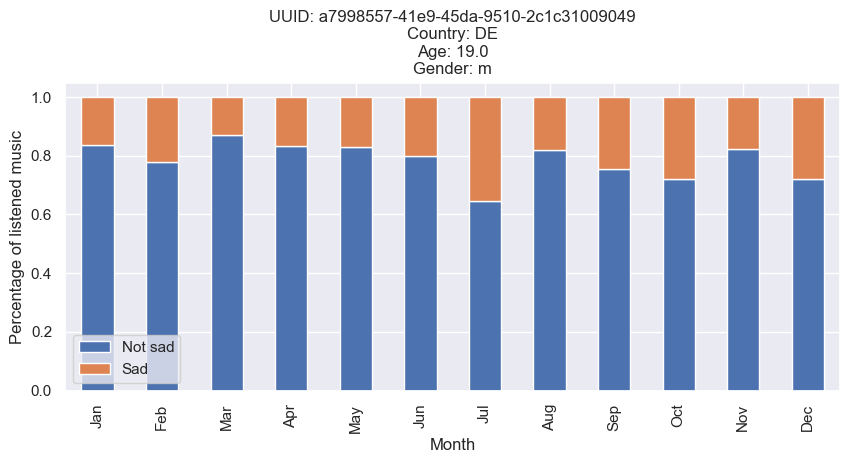 UUID: a7998557-41e9-45da-9510-2c1c31009049
Country: DE
Age: 19.0
Gender: m
Percentage of listened music
1.0
0.8
0.6
0.4
0.2
0.0
Not sad
Sad
Jan
Feb
Mar
Apr
May
Jun
Jul
Aug
Sep
Oct
Nov
Dec
Month